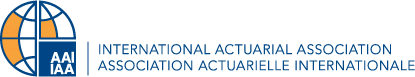 AAI
IAA
INTERNATIONAL ACTUARIAL ASSOCIATION
ASSOCIATION ACTUARIELLE INTERNATIONALE